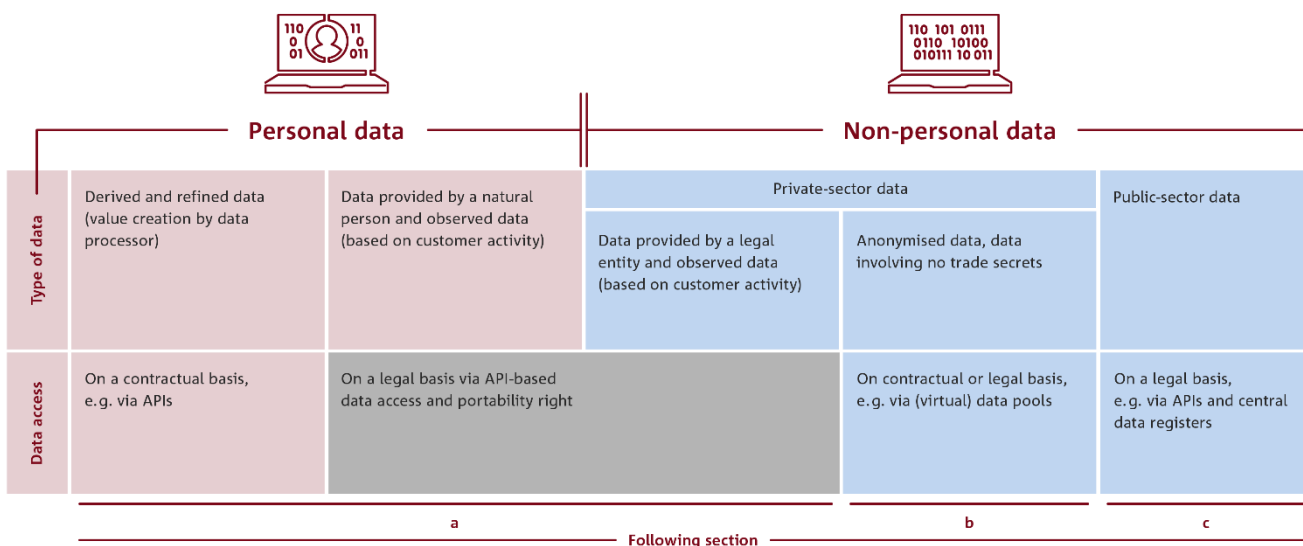 110
0
01
11
0
011
110 101 0111
0110 10100
010111 10 011
Personal data
Non-personal data
Type of data
Derived and refined data
(value creation by data
processor)
Data provided by a natural
person and observed data
(based on customer activity)
Private-sector data
Data provided by a legal
entity and observed data
(based on customer activity)
Anonymised data, data
involving no trade secrets
Public-sector data
Data access
On a contractual basis,
e.g. via APIs
On a legal basis via API-based
data access and portability right
On contractual or legal basis,
e.g. via (virtual) data pools
On a legal basis,
e.g. via APIs and central
data registers
a
b
c
Following section